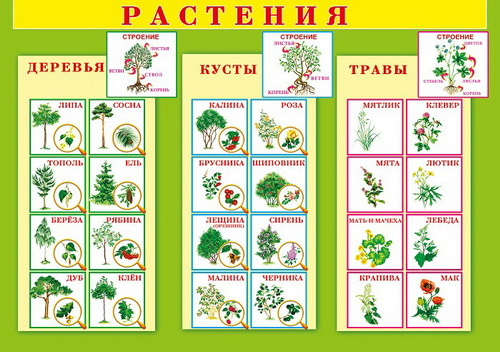 РАСТЕНИЯ
ДЕРЕВЬЯ
СТРОЕНИЕ
ЛИСТЬЯ
ВЕТВИ
СТВОЛ
КОРЕНЬ
ЛИПА
СОСНА
ТОПОЛЬ
ЕЛЬ
БЕРЁЗА
РЯБИНА
ДУБ
КЛЁН
КУСТЫ
СТРОЕНИЕ
ЛИСТЬЯ
ВЕТВИ
КОРЕНЬ
КАЛИНА
РОЗА
БРУСНИКА
ШИПОВНИК
ЛЕЩИНА
(ОРЕШНИК)
СИРЕНЬ
МАЛИНА
ЧЕРНИКА
ТРАВЫ
СТРОЕНИЕ
ЦВЕТОК
СТЕБЕЛЬ
ЛИСТЬЯ
КОРЕНЬ
МЯТЛИК
КЛЕВЕР
МЯТА
ЛЮТИК
МАТЬ-И-МАЧЕХА
ЛЕБЕДА
КРАПИВА
МАК